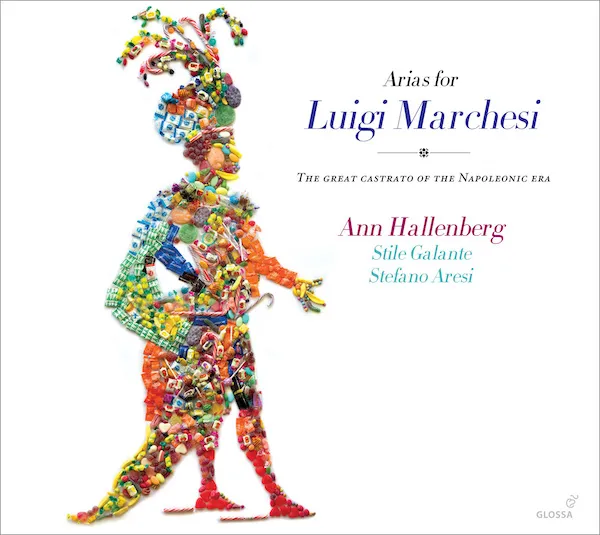 Arias for
Luigi Marchesi
The great castrato of the Napoleonic era
Ann Hallenberg
Stile Galante
Stefano Aresi
GLOSSA